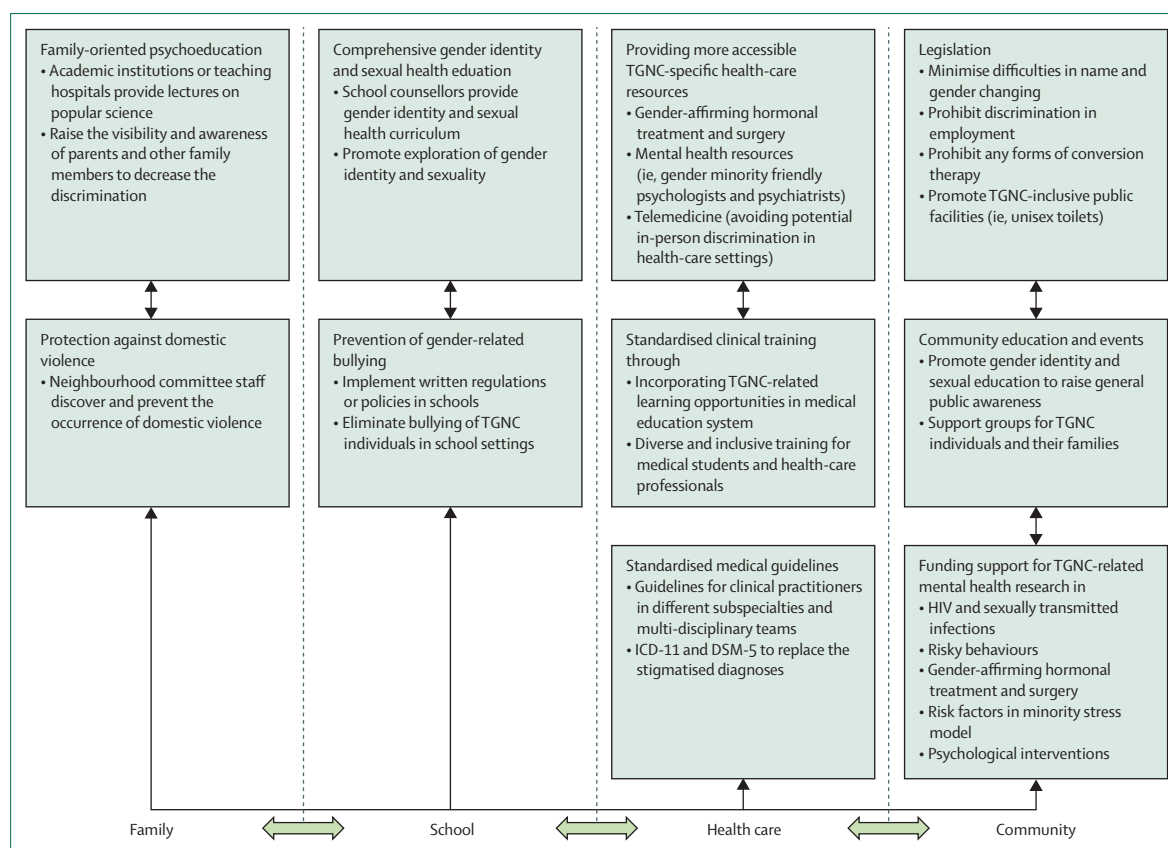 Family-oriented psychoeducation
• Academic institutions or teaching
hospitals provide lectures on
popular science
• Raise the visibility and awareness
of parents and other family
members to decrease the
discrimination
Comprehensive gender identity
and sexual health eduation
• School counsellors provide
gender identity and sexual
health curriculum
• Promote exploration of gender
identity and sexuality
Providing more accessible
TGNC-specific health-care
resources
• Gender-affirming hormonal
treatment and surgery
• Mental health resources
(ie, gender minority friendly
psychologists and psychiatrists)
• Telemedicine (avoiding potential
in-person discrimination in
health-care settings)
Legislation
• Minimise difficulties in name and
gender changing
• Prohibit discrimination in
employment
• Prohibit any forms of conversion
therapy
• Promote TGNC-inclusive public
facilities (ie, unisex toilets)
Protection against domestic
violence
• Neighbourhood committee staff
discover and prevent the
occurrence of domestic violence
Prevention of gender-related
bullying
• Implement written regulations
or policies in schools
• Eliminate bullying of TGNC
individuals in school settings
Standardised clinical training
through
• Incorporating TGNC-related
learning opportunities in medical
education system
• Diverse and inclusive training for
medical students and health-care
professionals
Community education and events
• Promote gender identity and
sexual education to raise general
public awareness
• Support groups for TGNC
individuals and their families
Standardised medical guidelines
• Guidelines for clinical practitioners
in different subspecialties and
multi-disciplinary teams
• ICD-11 and DSM-5 to replace the
stigmatised diagnoses
Funding support for TGNC-related
mental health research in
• HIV and sexually transmitted
infections
• Risky behaviours
• Gender-affirming hormonal
treatment and surgery
• Risk factors in minority stress
model
• Psychological interventions
Family
School
Health care
Community